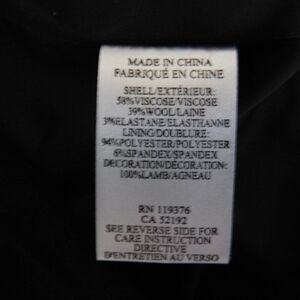 MADE IN CHINA
FABRIQUÉ EN CHINE
SHELL/EXTÉRIEUR:
58%VISCOSE/VISCOSE
39%WOOL/LAINE
3%ELASTANE/ELASTHANNE
LINING/DOUBLURE:
94%POLYESTER/POLYESTER
6%SPANDEX/SPANDEX
DECORATION/DÉCORATION:
100%LAMB/AGNEAU
RN 119376
CA 52192
SEE REVERSE SIDE FOR
CARE INSTRUCTION
DIRECTIVE
D'ENTRETIEN AU VERSO